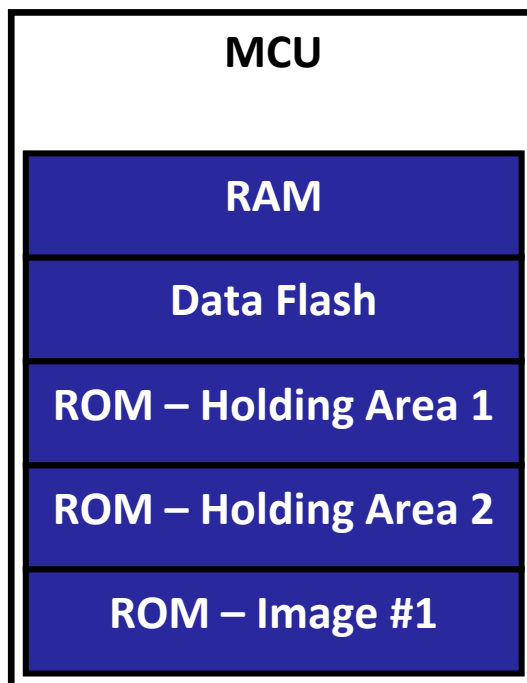 MCU
RAM
Data Flash
ROM – Holding Area 1
ROM – Holding Area 2
ROM – Image #1